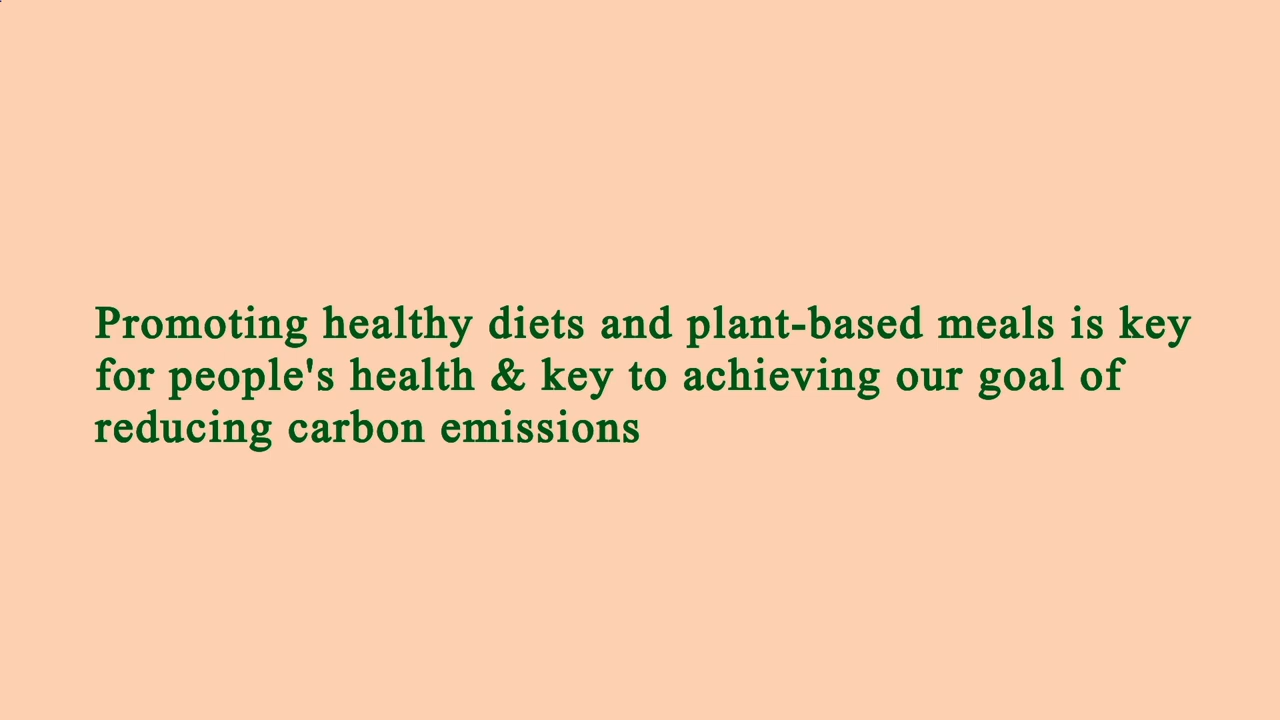 Promoting healthy diets and plant-based meals is key
for people's health & key to achieving our goal of
reducing carbon emissions